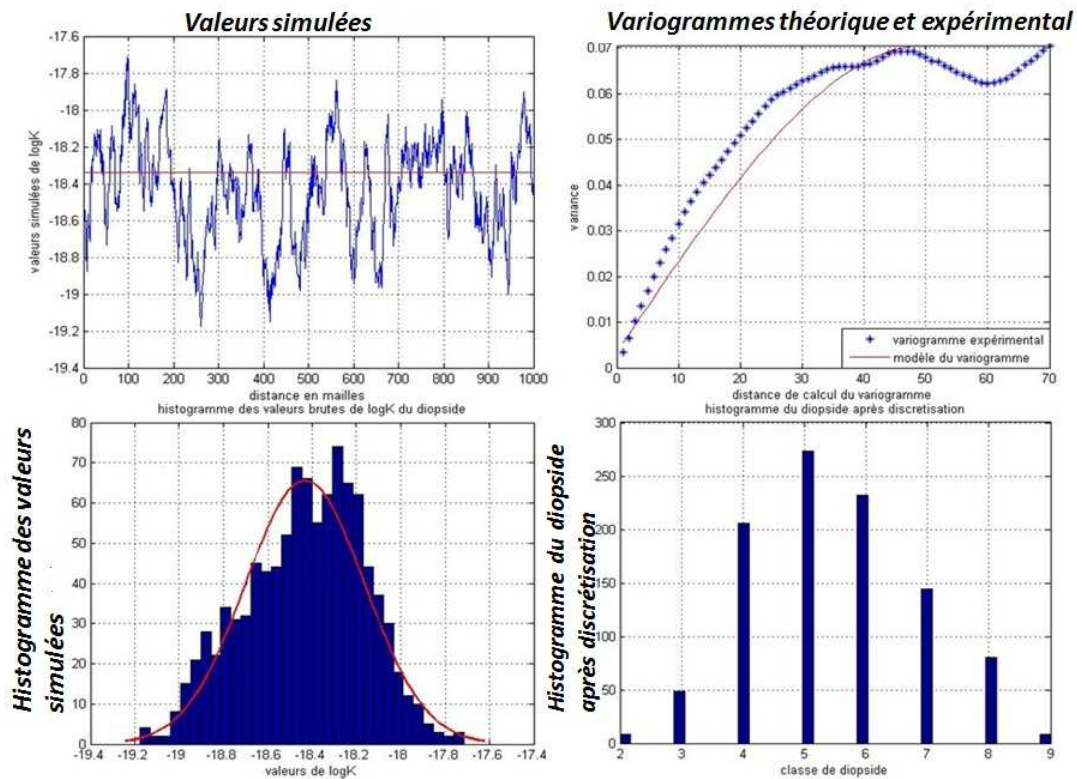 Valeurs simulées
Variogrammes théorique et expérimental
valeurs simulées de logK
-17.6
-17.8
-18
-18.2
-18.4
-18.6
-18.8
-19
-19.2
-19.4
0 100 200 300 400 500 600 700 800 900 1000
distance en mailles
variance
0.07
0.06
0.05
0.04
0.03
0.02
0.01
0
0 10 20 30 40 50 60 70
variogramme expérimental
modèle du variogramme
distance de calcul du variogramme
Histogramme des valeurs
simulées
histogramme des valeurs brutes de logK du diopside
80
70
60
50
40
30
20
10
0
-19.4 -19.2 -19 -18.8 -18.6 -18.4 -18.2 -18 -17.8 -17.6 -17.4
valeurs de logK
Histogramme du diopside
après discrétisation
histogramme du diopside après discretisation
300
250
200
150
100
50
0
2 3 4 5 6 7 8 9
classe de diopside